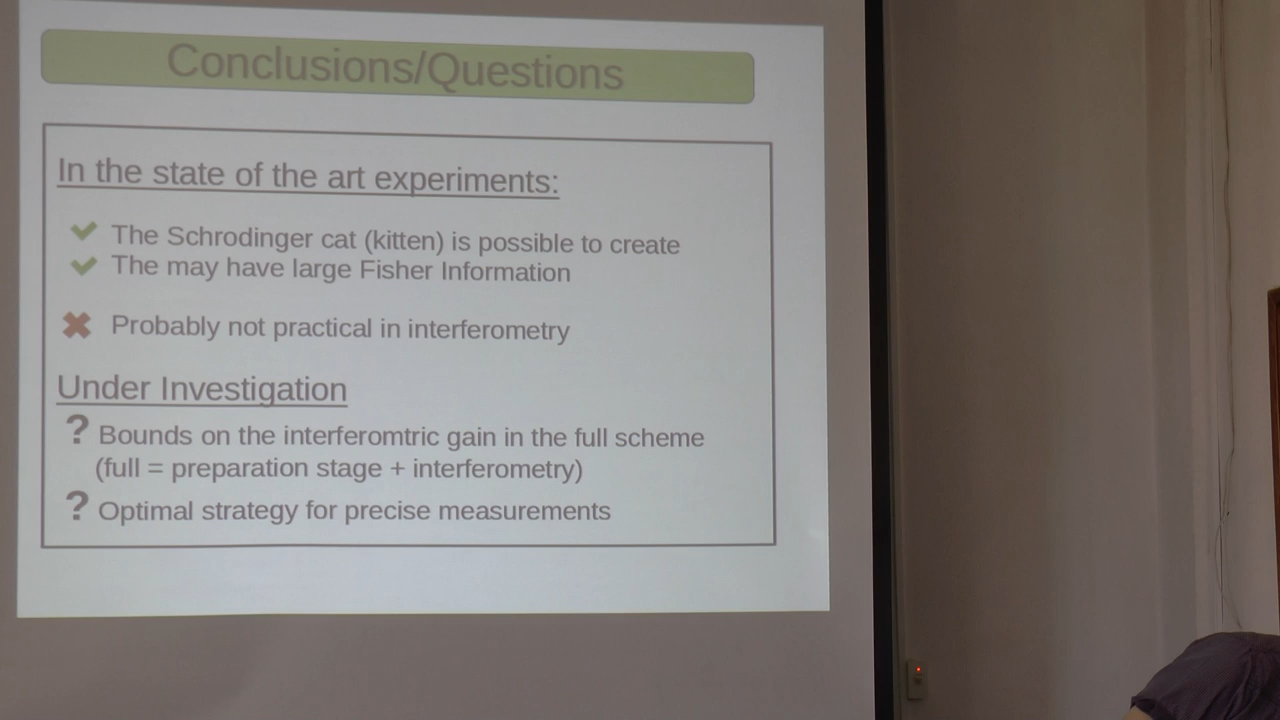 Conclusions/Questions
In the state of the art experiments:
The Schrodinger cat (kitten) is possible to create
The may have large Fisher Information
Probably not practical in interferometry
Under Investigation
? Bounds on the interferomtric gain in the full scheme
(full = preparation stage + interferometry)
? Optimal strategy for precise measurements